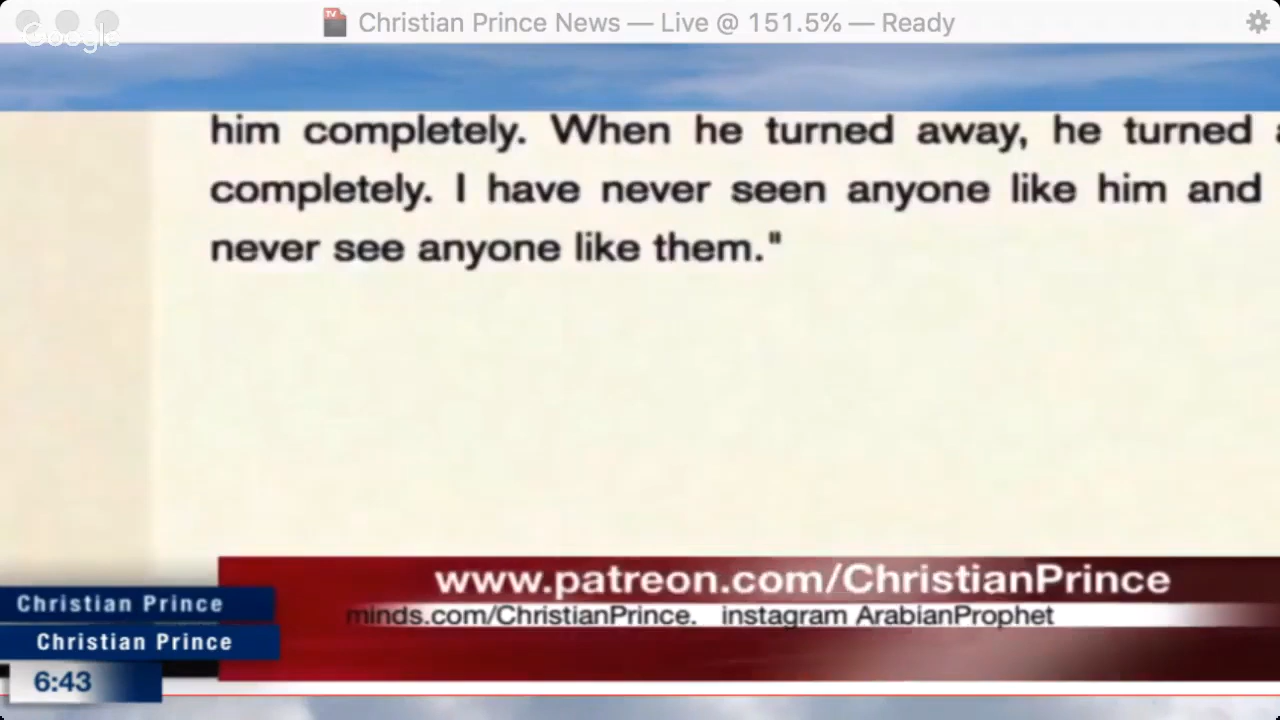 Christian Prince News — Live @ 151.5% — Ready
Google
him completely. When he turned away, he turned
completely. I have never seen anyone like him and
never see anyone like them."
www.patreon.com/ChristianPrince
minds.com/ChristianPrince. instagram ArabianProphet
Christian Prince
Christian Prince
6:43